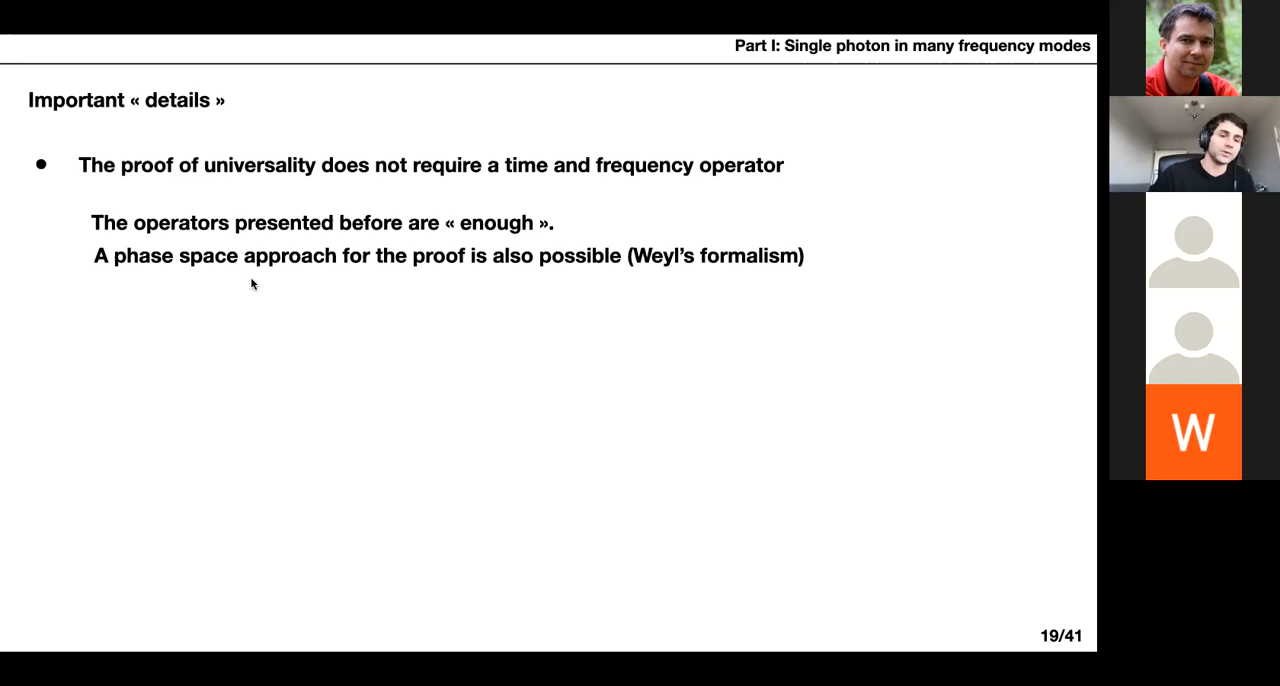 Part I: Single photon in many frequency modes
Important « details »
● The proof of universality does not require a time and frequency operator
The operators presented before are « enough ».
A phase space approach for the proof is also possible (Weyl’s formalism)
19/41
W